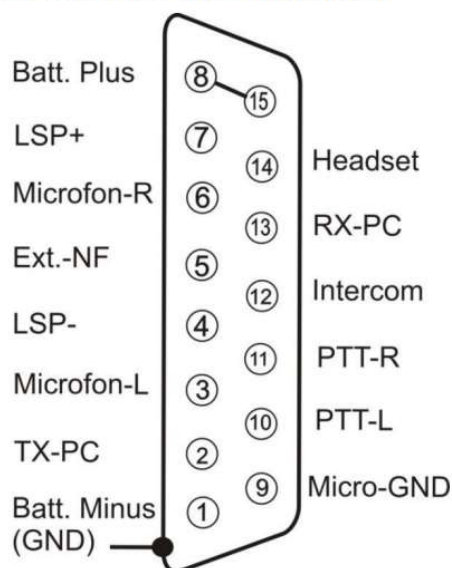 Batt. Plus
8
15
LSP+
7
14
Headset
Microfon-R
6
13
RX-PC
Ext.-NF
5
12
Intercom
LSP-
4
11
PTT-R
Microfon-L
3
10
PTT-L
TX-PC
2
9
Micro-GND
Batt. Minus
1
(GND)